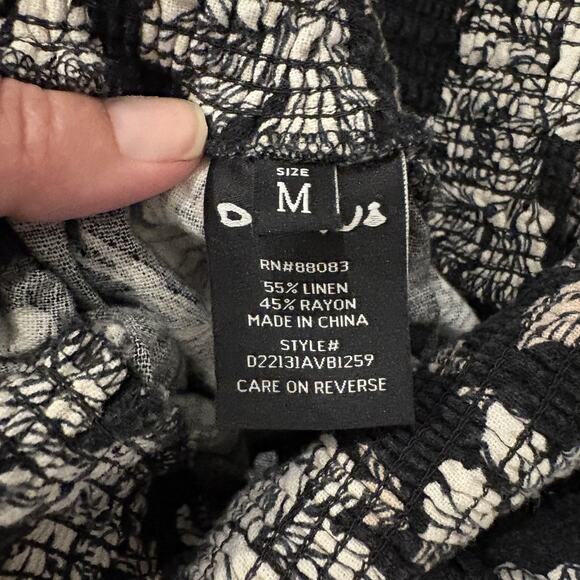 SIZE
M
RN#88083
55% LINEN
45% RAYON
MADE IN CHINA
STYLE#
D22131AVB1259
CARE ON REVERSE